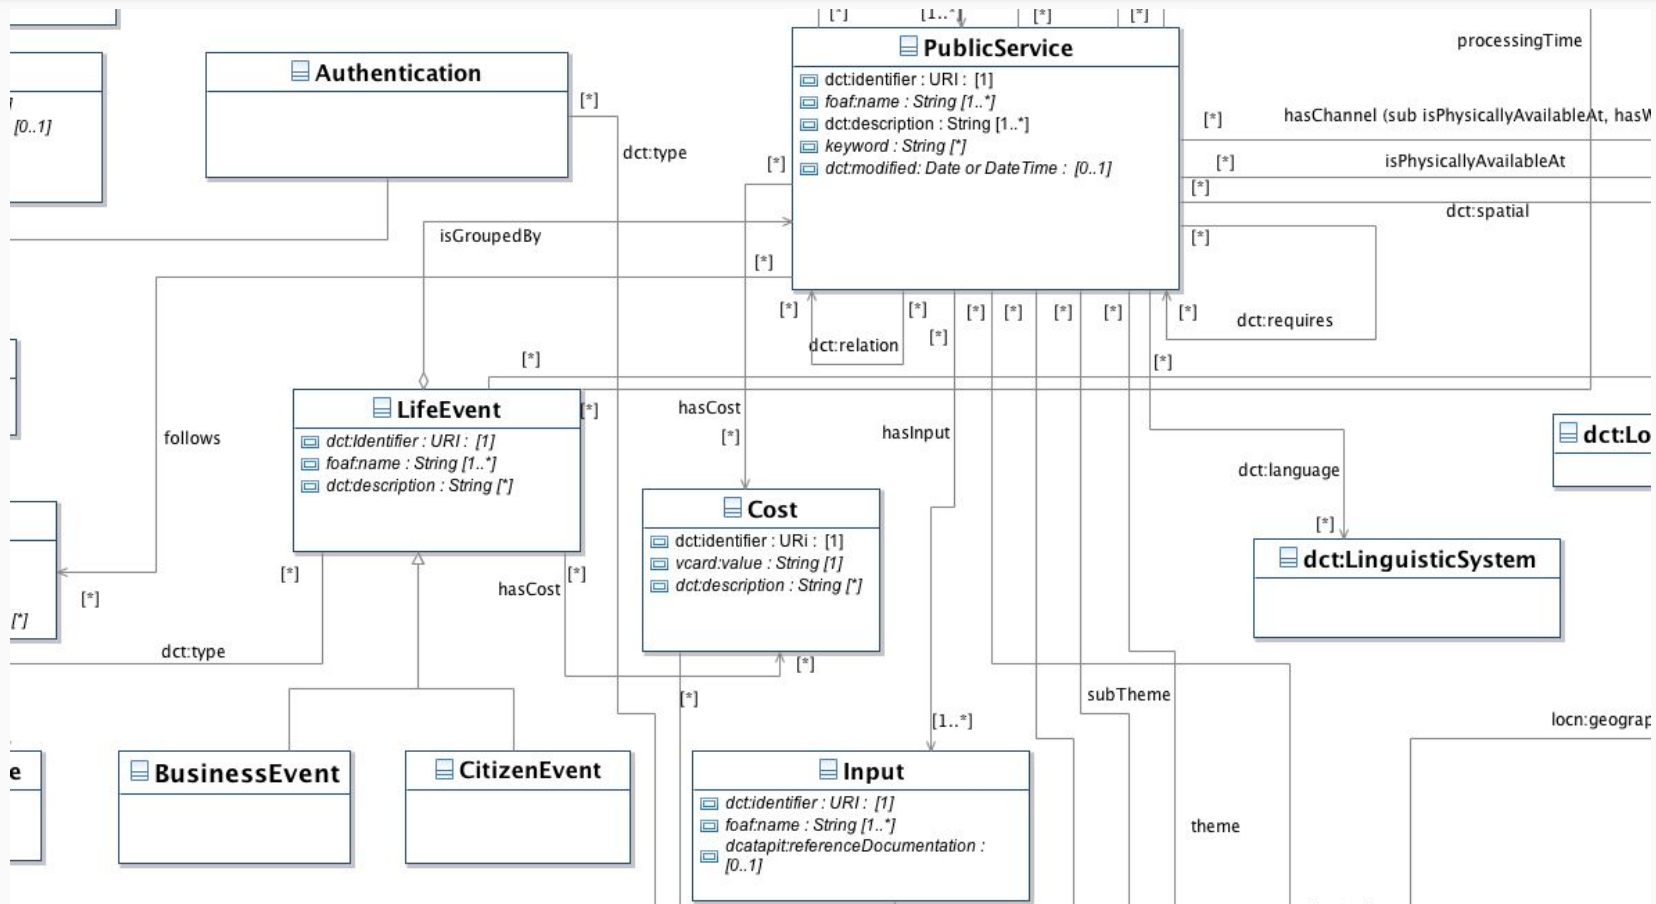 [*]
[1..*]
[*]
[*]
processingTime
PublicService
dct:identifier : URI : [1]
foaf:name : String [1..*]
dct:description : String [1..*]
keyword : String [*]
dct:modified: Date or DateTime : [0..1]
Authentication
[*]
dct:type
]
[0..1]
[*]
hasChannel (sub isPhysicallyAvailableAt, hasW
[*]
isPhysicallyAvailableAt
[*]
[*]
dct:spatial
[*]
isGroupedBy
[*]
[*]
dct:relation
[*]
[*]
[*]
[*]
[*]
[*]
[*]
dct:requires
[*]
[*]
LifeEvent
dct:Identifier : URI : [1]
foaf:name : String [1..*]
dct:description : String [*]
[*]
hasCost
[*]
hasInput
follows
dct:Lo
dct:language
[*]
Cost
dct:identifier : URi : [1]
vcard:value : String [1]
dct:description : String [*]
dct:LinguisticSystem
[*]
[*]
hasCost
[*]
[*]
dct:type
[*]
[*]
subTheme
[1..*]
locn:geograp
e
BusinessEvent
CitizenEvent
Input
dct:identifier : URI : [1]
foaf:name : String [1..*]
dcatapit:referenceDocumentation :
[0..1]
theme